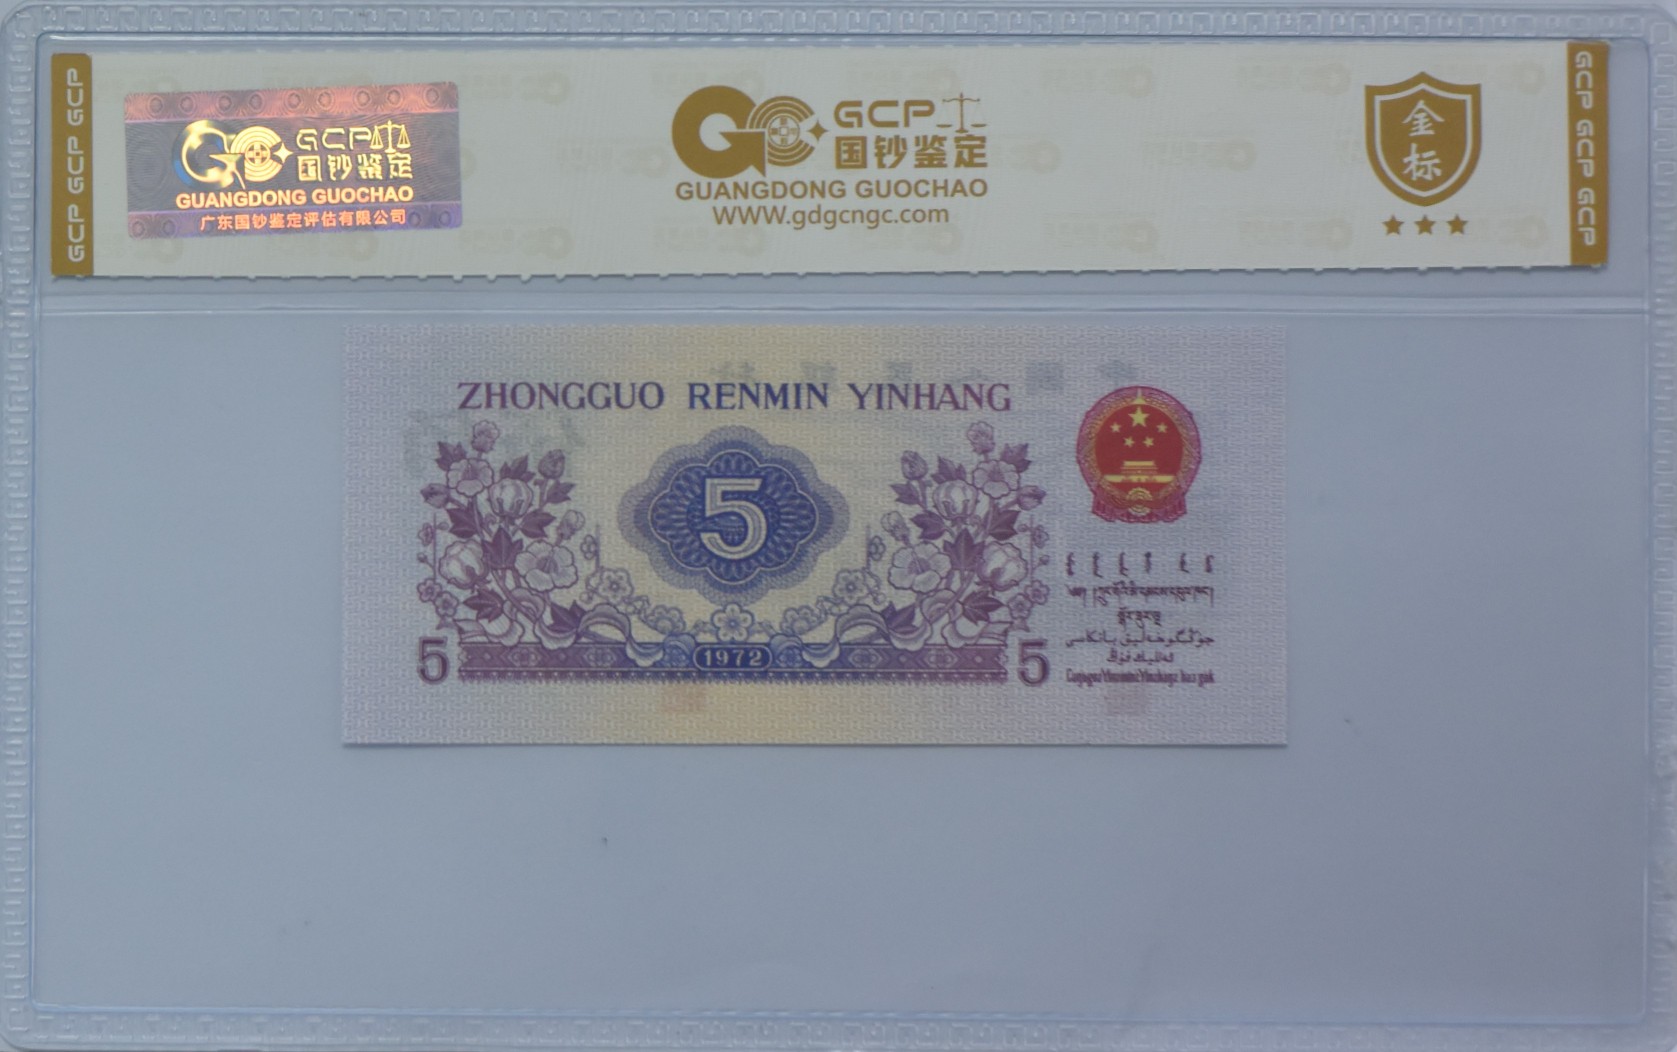 GCP GCP GCP
GCP 国钞鉴定
GUANGDONG GUOCHAO
广东国钞鉴定评估有限公司
GCP
国钞鉴定
GUANGDONG GUOCHAO
WWW.gdgcngc.com
金标
GCP GCP GCP
ZHONGGUO RENMIN YINHANG
5
5 1972 5